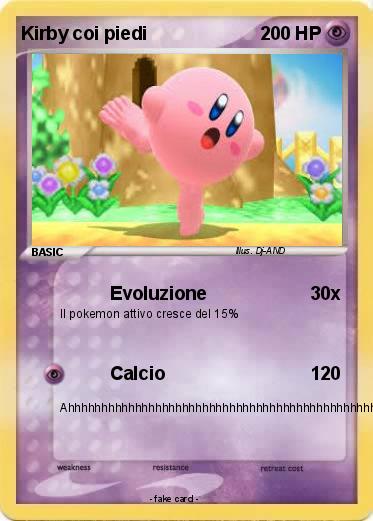 Kirby coi piedi 200 HP
BASIC Illus. Dj-AND
Evoluzione 30x
Il pokemon attivo cresce del 15%
Calcio 120
Ahhhhhhhhhhhhhhhhhhhhhhhhhhhhhhhhhhhhhhhhhhhhhhh
weakness resistance retreat cost
- fake card -